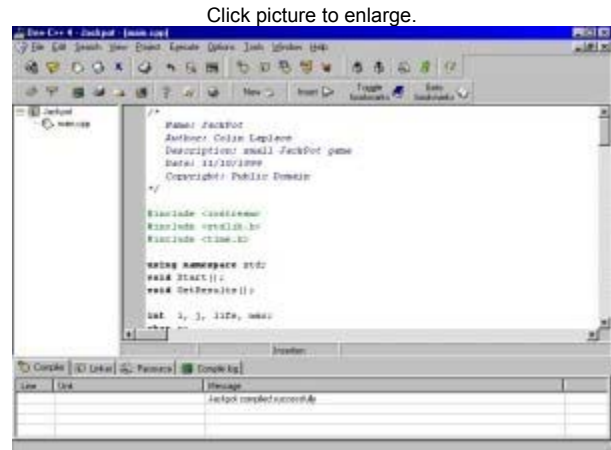 Click picture to enlarge.
Dev-C++ 4 - Jackpot - [main.cpp]
File Edit Search View Project Execute Options Tools Window Help
New Insert Toggle bookmarks Goto bookmarks
Jackpot
main.cpp
/*
Name: JackPot
Author: Colin Laplace
Description: small JackPot game
Date: 11/10/1999
Copyright: Public Domain
*/
#include <iostream>
#include <stdlib.h>
#include <time.h>
using namespace std;
void Start();
void GetResults();
int i, j, life, max;
Insertion
Compiler Linker Resource Compile log
Line Unit Message
Jackpot compiled successfully